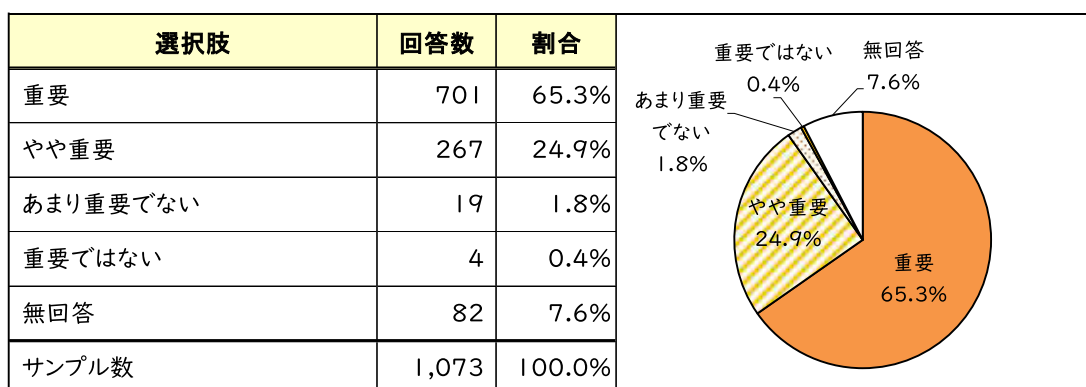 選択肢 回答数 割合
重要 701 65.3%
やや重要 267 24.9%
あまり重要でない 19 1.8%
重要ではない 4 0.4%
無回答 82 7.6%
サンプル数 1,073 100.0%
重要ではない
0.4%
無回答
7.6%
あまり重要
でない
1.8%
やや重要
24.9%
重要
65.3%